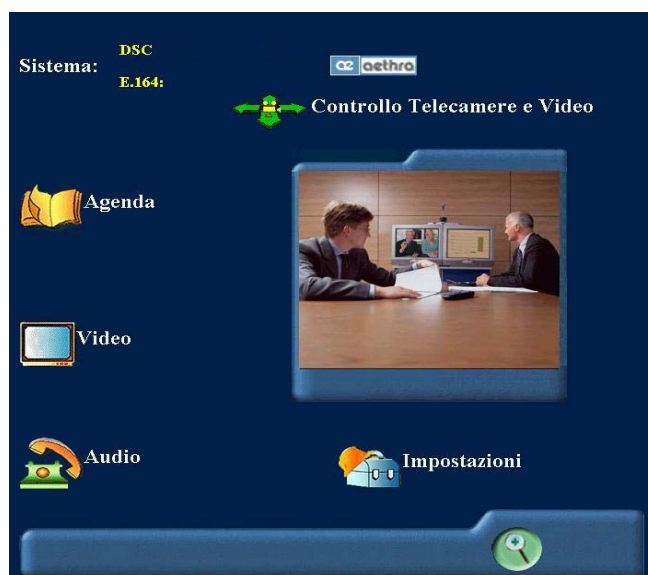 Sistema:
DSC
E.164:
aethra
Controllo Telecamere e Video
Agenda
Video
Audio
Impostazioni